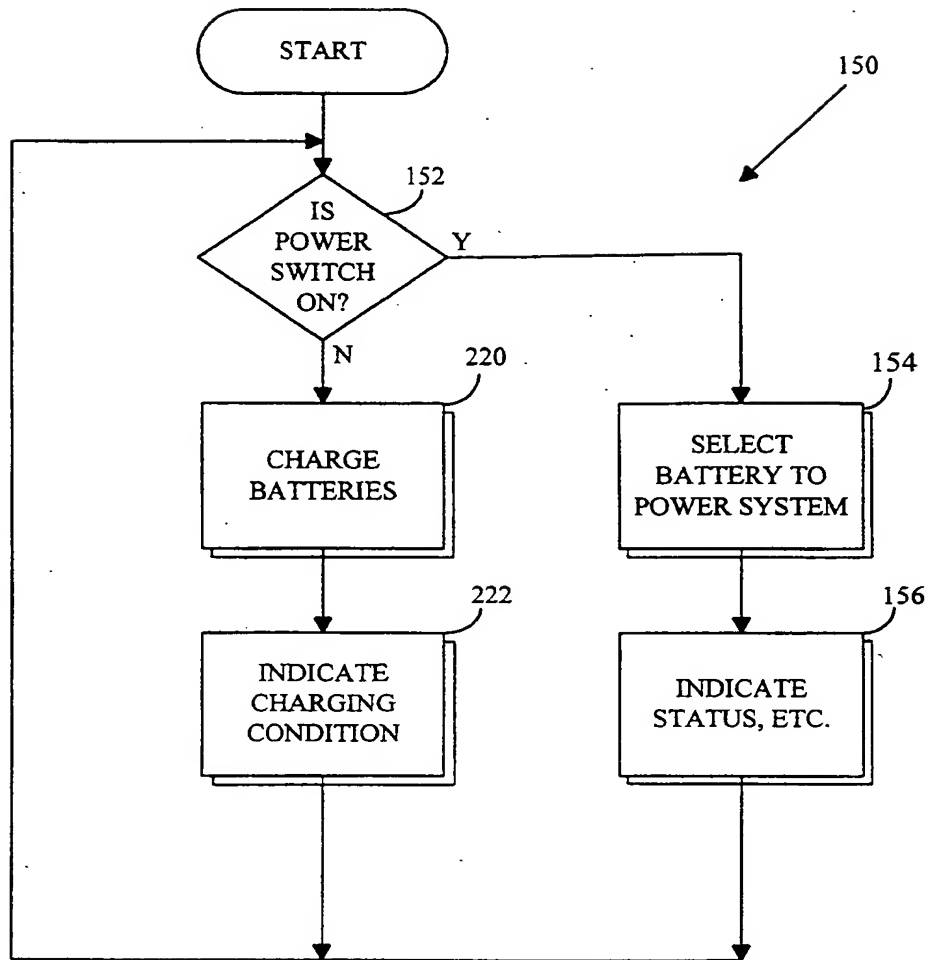 START
150
152
IS
POWER
SWITCH
ON?
Y
N
220
CHARGE
BATTERIES
154
SELECT
BATTERY TO
POWER SYSTEM
222
INDICATE
CHARGING
CONDITION
156
INDICATE
STATUS, ETC.